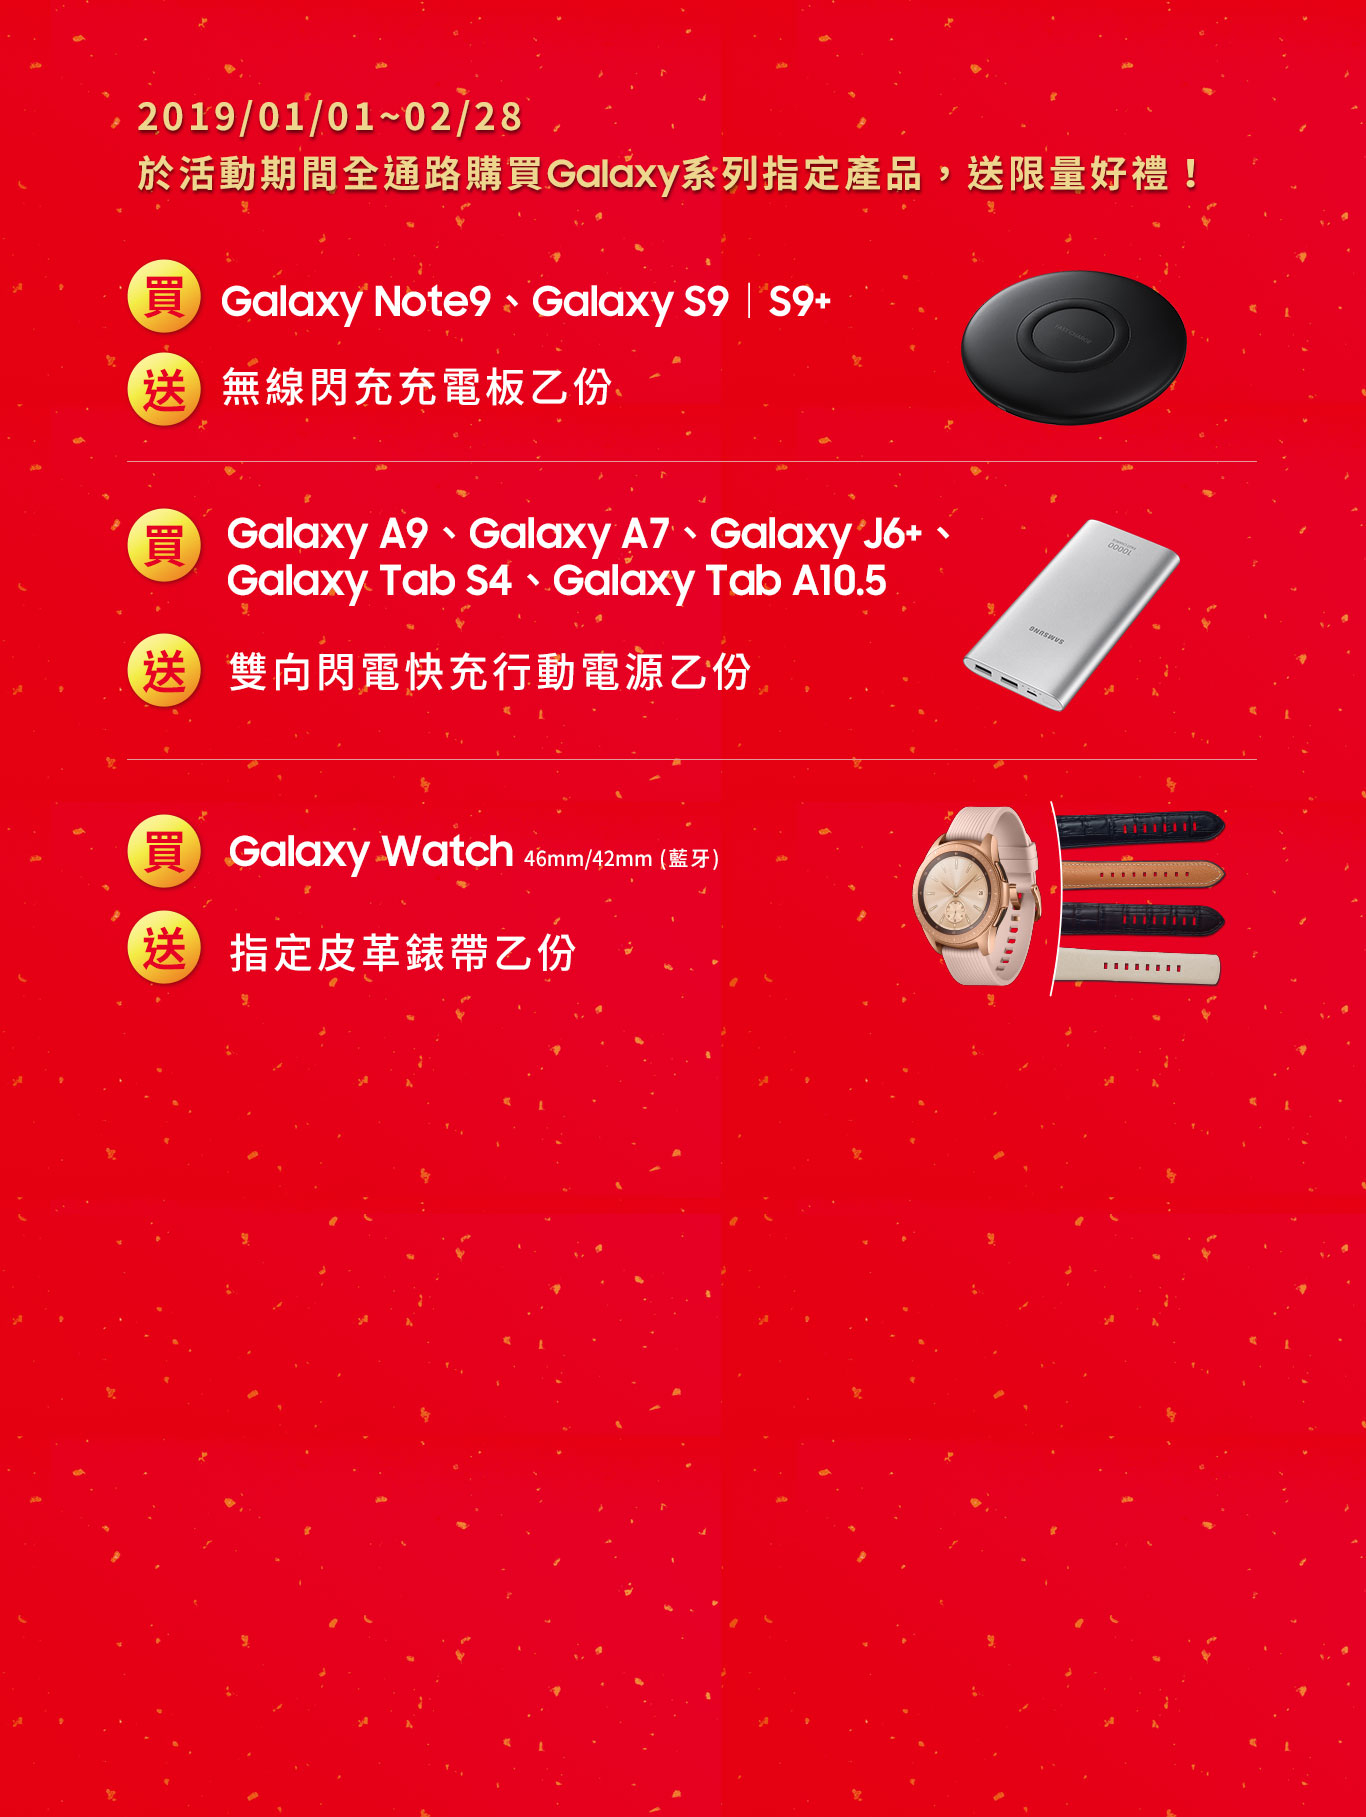 2019/01/01~02/28
於活動期間全通路購買Galaxy系列指定產品，送限量好禮！
買 Galaxy Note9、Galaxy S9｜S9+
送 無線閃充充電板乙份
FAST CHARGE
買 Galaxy A9、Galaxy A7、Galaxy J6+、
Galaxy Tab S4、Galaxy Tab A10.5
10000
SAMSUNG
送 雙向閃電快充行動電源乙份
買 Galaxy Watch 46mm/42mm (藍牙)
送 指定皮革錶帶乙份